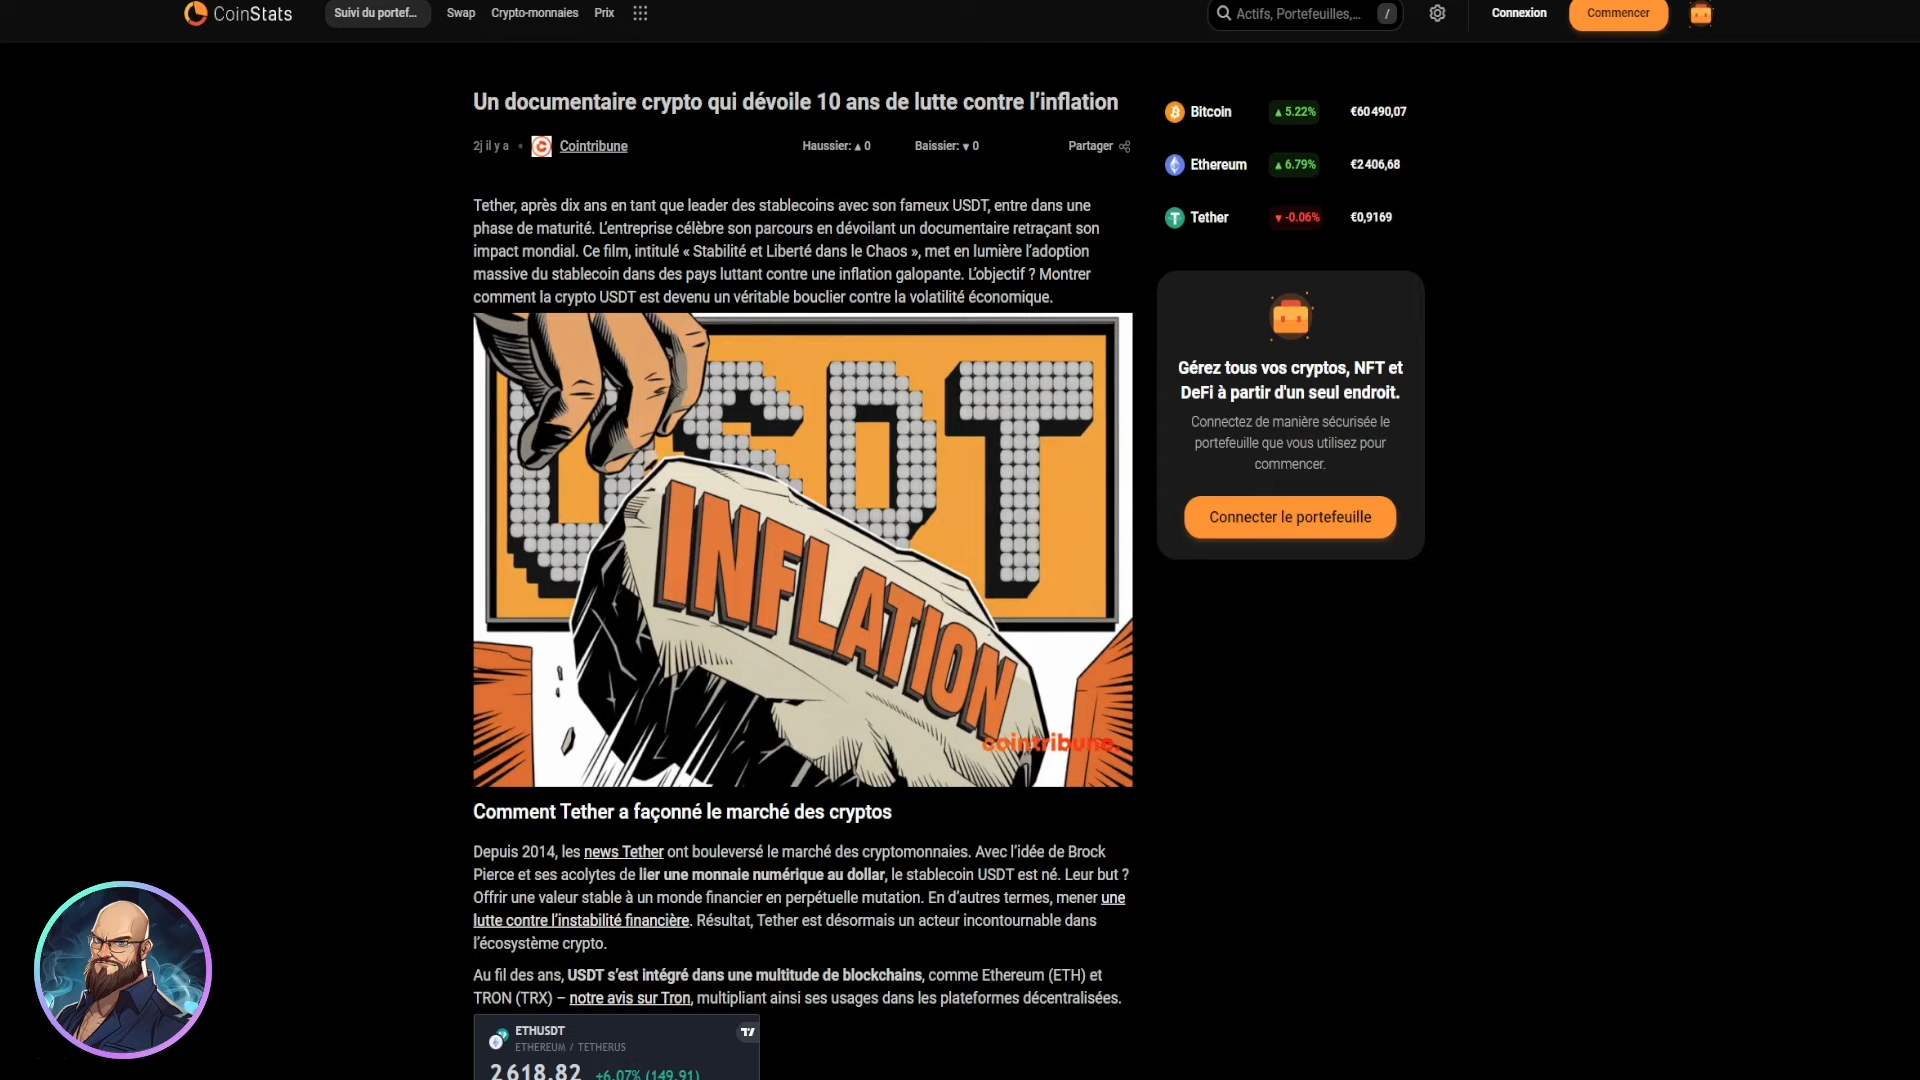 CoinStats
Suivi du portef...
Swap
Crypto-monnaies
Prix
Actifs, Portefeuilles,...
/
Connexion
Commencer
Un documentaire crypto qui dévoile 10 ans de lutte contre l’inflation
2j il y a • Cointribune
Haussier: ▲ 0
Baissier: ▼ 0
Partager
Tether, après dix ans en tant que leader des stablecoins avec son fameux USDT, entre dans une
phase de maturité. L’entreprise célèbre son parcours en dévoilant un documentaire retraçant son
impact mondial. Ce film, intitulé « Stabilité et Liberté dans le Chaos », met en lumière l’adoption
massive du stablecoin dans des pays luttant contre une inflation galopante. L’objectif ? Montrer
comment la crypto USDT est devenu un véritable bouclier contre la volatilité économique.
USDT
INFLATION
cointribune.
Comment Tether a façonné le marché des cryptos
Depuis 2014, les news Tether ont bouleversé le marché des cryptomonnaies. Avec l’idée de Brock
Pierce et ses acolytes de lier une monnaie numérique au dollar, le stablecoin USDT est né. Leur but ?
Offrir une valeur stable à un monde financier en perpétuelle mutation. En d’autres termes, mener une
lutte contre l’instabilité financière. Résultat, Tether est désormais un acteur incontournable dans
l’écosystème crypto.
Au fil des ans, USDT s’est intégré dans une multitude de blockchains, comme Ethereum (ETH) et
TRON (TRX) – notre avis sur Tron, multipliant ainsi ses usages dans les plateformes décentralisées.
ETHUSDT
ETHEREUM / TETHERUS
2 618.82 +6.07% (149.91)
Bitcoin ▲ 5.22% €60 490,07
Ethereum ▲ 6.79% €2 406,68
Tether ▼ -0.06% €0,9169
Gérez tous vos cryptos, NFT et
DeFi à partir d'un seul endroit.
Connectez de manière sécurisée le
portefeuille que vous utilisez pour
commencer.
Connecter le portefeuille